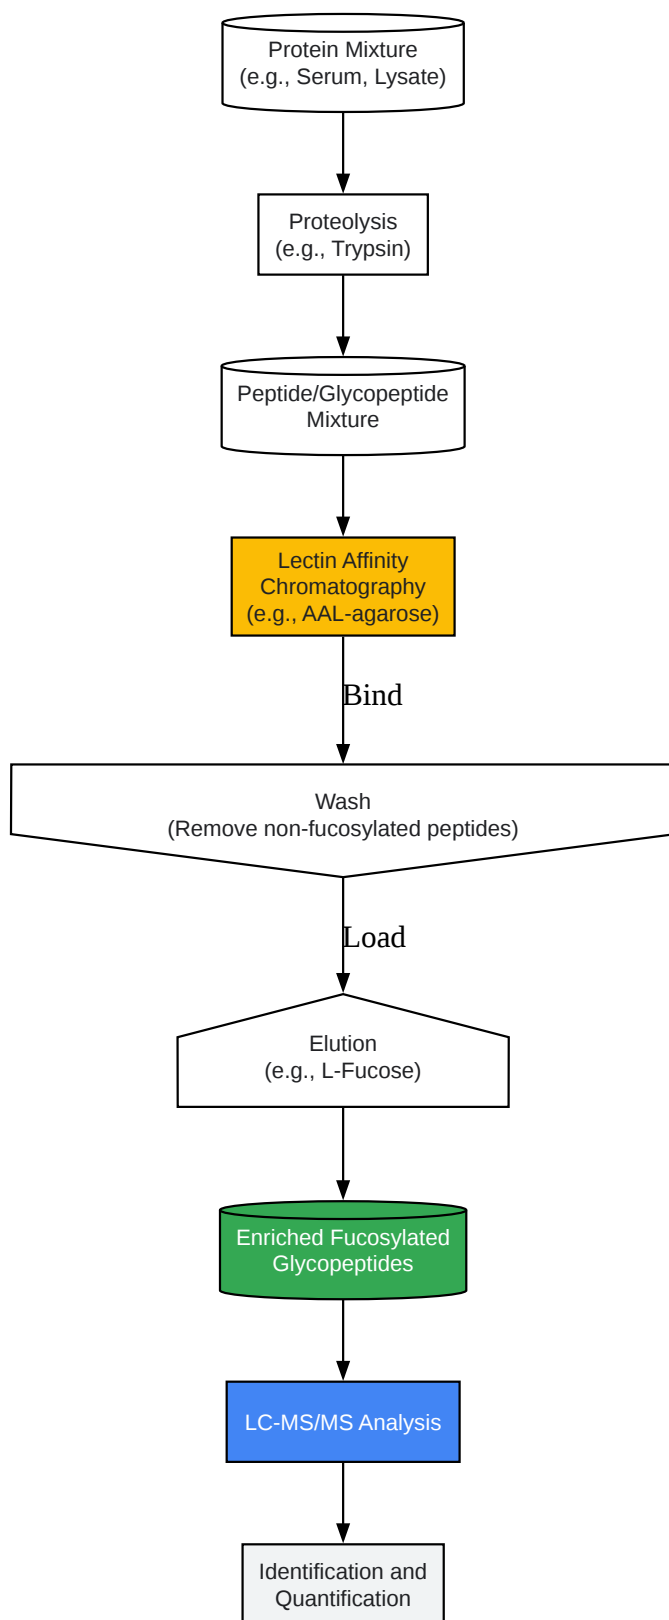 Protein Mixture
(e.g., Serum, Lysate)
Proteolysis
(e.g., Trypsin)
Peptide/Glycopeptide
Mixture
Lectin Affinity
Chromatography
(e.g., AAL-agarose)
Bind
Wash
(Remove non-fucosylated peptides)
Load
Elution
(e.g., L-Fucose)
Enriched Fucosylated
Glycopeptides
LC-MS/MS Analysis
Identification and
Quantification